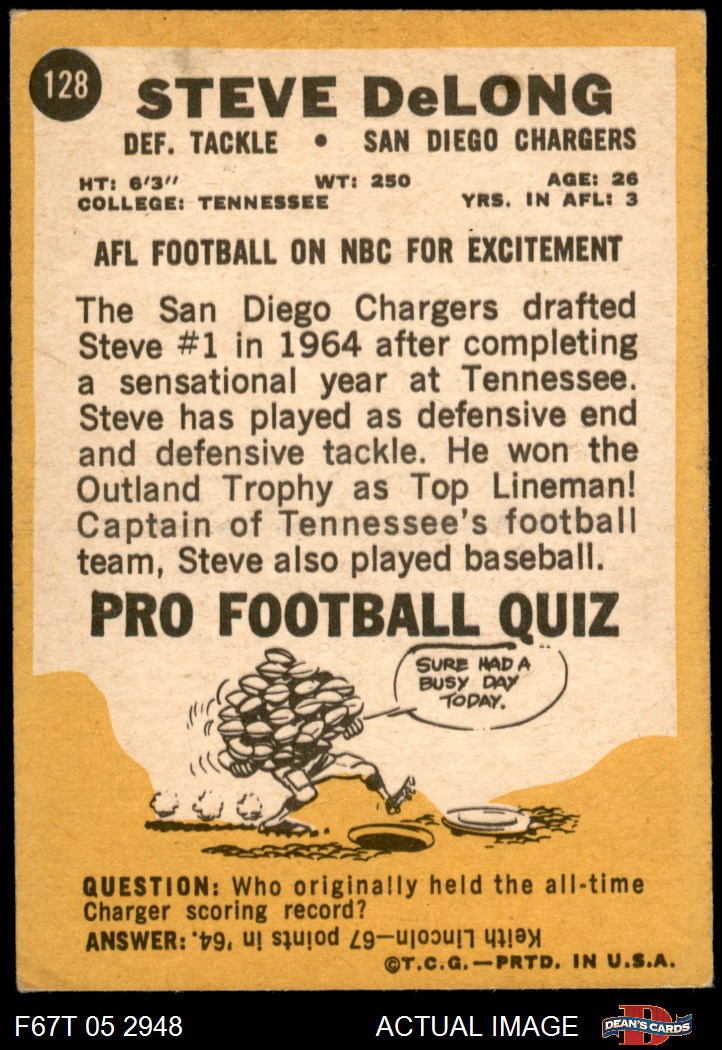 128
STEVE DeLONG
DEF. TACKLE • SAN DIEGO CHARGERS
HT: 6'3" WT: 250 AGE: 26
COLLEGE: TENNESSEE YRS. IN AFL: 3
AFL FOOTBALL ON NBC FOR EXCITEMENT
The San Diego Chargers drafted
Steve #1 in 1964 after completing
a sensational year at Tennessee.
Steve has played as defensive end
and defensive tackle. He won the
Outland Trophy as Top Lineman!
Captain of Tennessee's football
team, Steve also played baseball.
PRO FOOTBALL QUIZ
SURE HAD A
BUSY DAY
TODAY.
QUESTION: Who originally held the all-time
Charger scoring record?
ANSWER: Keith Lincoln—67 points in '64.
©T.C.G.—PRTD. IN U.S.A.
F67T 05 2948 ACTUAL IMAGE D DEAN'S CARDS